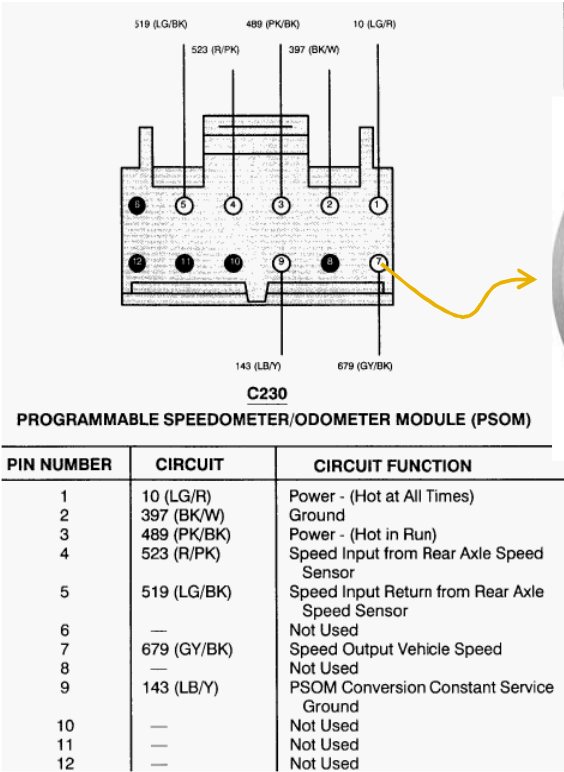 519 (LG/BK) 489 (PK/BK) 10 (LG/R)
523 (R/PK) 397 (BK/W)
6 5 4 3 2 1
12 11 10 9 8 7
143 (LB/Y) 679 (GY/BK)
C230
PROGRAMMABLE SPEEDOMETER/ODOMETER MODULE (PSOM)
PIN NUMBER CIRCUIT CIRCUIT FUNCTION
1 10 (LG/R) Power - (Hot at All Times)
2 397 (BK/W) Ground
3 489 (PK/BK) Power - (Hot in Run)
4 523 (R/PK) Speed Input from Rear Axle Speed
Sensor
5 519 (LG/BK) Speed Input Return from Rear Axle
Speed Sensor
6 — Not Used
7 679 (GY/BK) Speed Output Vehicle Speed
8 — Not Used
9 143 (LB/Y) PSOM Conversion Constant Service
Ground
10 — Not Used
11 — Not Used
12 — Not Used